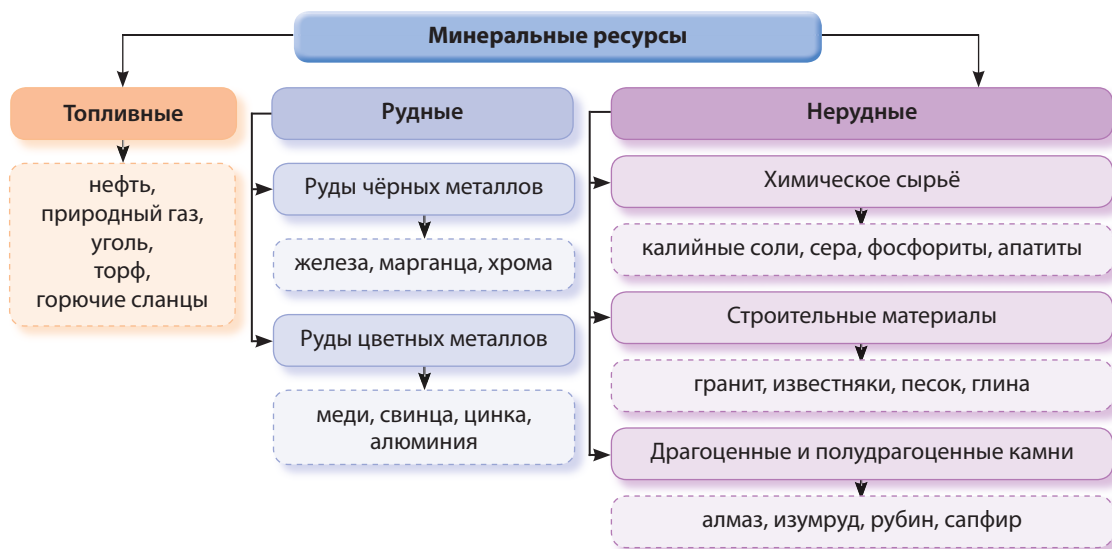 Минеральные ресурсы
Топливные
нефть,
природный газ,
уголь,
торф,
горючие сланцы
Рудные
Руды чёрных металлов
железа, марганца, хрома
Руды цветных металлов
меди, свинца, цинка,
алюминия
Нерудные
Химическое сырьё
калийные соли, сера, фосфориты, апатиты
Строительные материалы
гранит, известняки, песок, глина
Драгоценные и полудрагоценные камни
алмаз, изумруд, рубин, сапфир